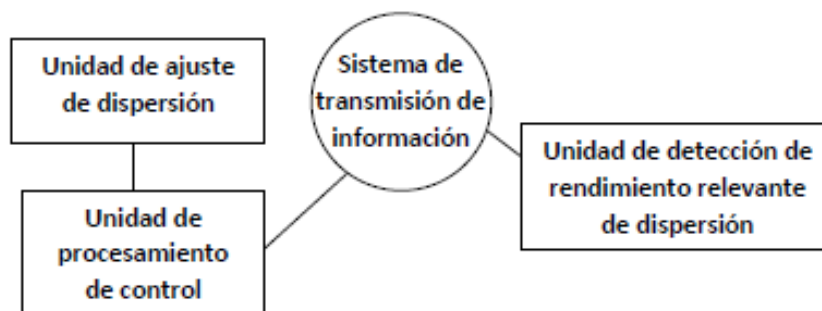 Unidad de ajuste
de dispersión
Sistema de
transmisión de
información
Unidad de detección de
rendimiento relevante
de dispersión
Unidad de
procesamiento
de control